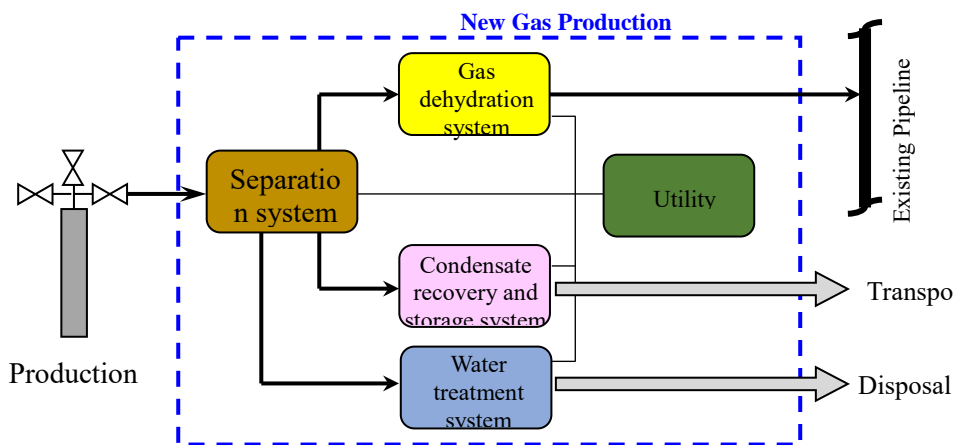 New Gas Production
Gas
dehydration
system
Existing Pipeline
Separatio
n system
Utility
Condensate
recovery and
storage system
Transpo
Production
Water
treatment
system
Disposal